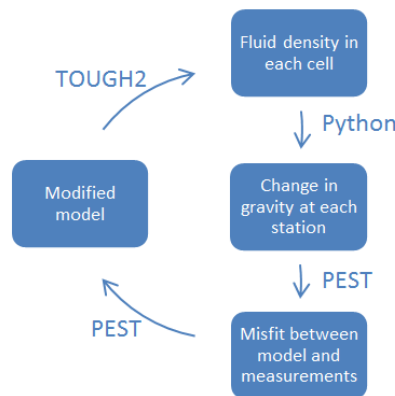 Fluid density in
each cell
TOUGH2
Python
Modified
model
Change in
gravity at each
station
PEST
PEST
Misfit between
model and
measurements